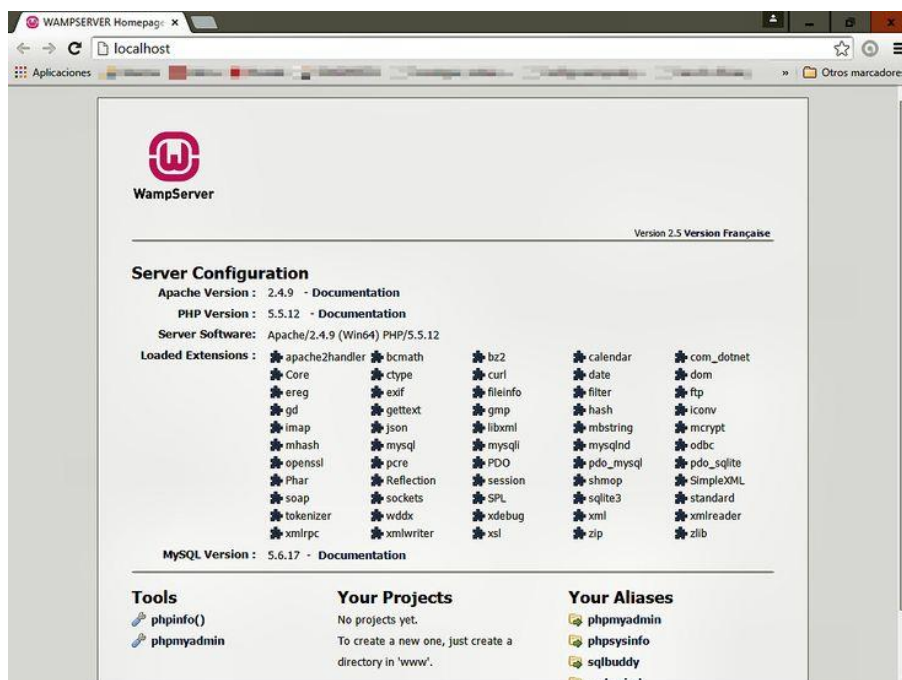 WAMPSERVER Homepage
localhost
Aplicaciones
» Otros marcadore
WampServer
Version 2.5 Version Française
Server Configuration
Apache Version : 2.4.9 - Documentation
PHP Version : 5.5.12 - Documentation
Server Software: Apache/2.4.9 (Win64) PHP/5.5.12
Loaded Extensions : apache2handler bcmath bz2 calendar com_dotnet
Core ctype curl date dom
ereg exif fileinfo filter ftp
gd gettext gmp hash iconv
imap json libxml mbstring mcrypt
mhash mysql mysqli mysqlnd odbc
openssl pcre PDO pdo_mysql pdo_sqlite
Phar Reflection session shmop SimpleXML
soap sockets SPL sqlite3 standard
tokenizer wddx xdebug xml xmlreader
xmlrpc xmlwriter xsl zip zlib
MySQL Version : 5.6.17 - Documentation
Tools
phpinfo()
phpmyadmin
Your Projects
No projects yet.
To create a new one, just create a
directory in 'www'.
Your Aliases
phpmyadmin
phpsysinfo
sqlbuddy